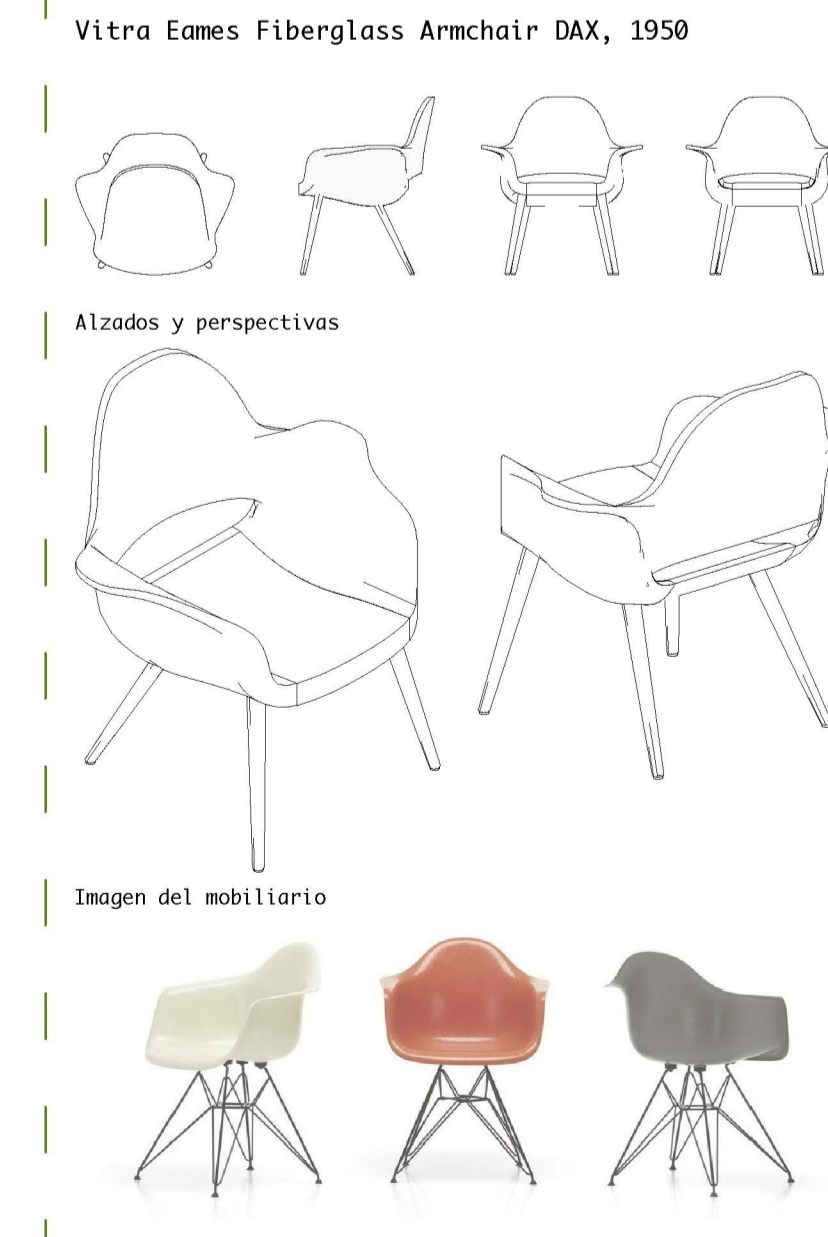 Vitra Eames Fiberglass Armchair DAX, 1950
Alzados y perspectivas
Imagen del mobiliario